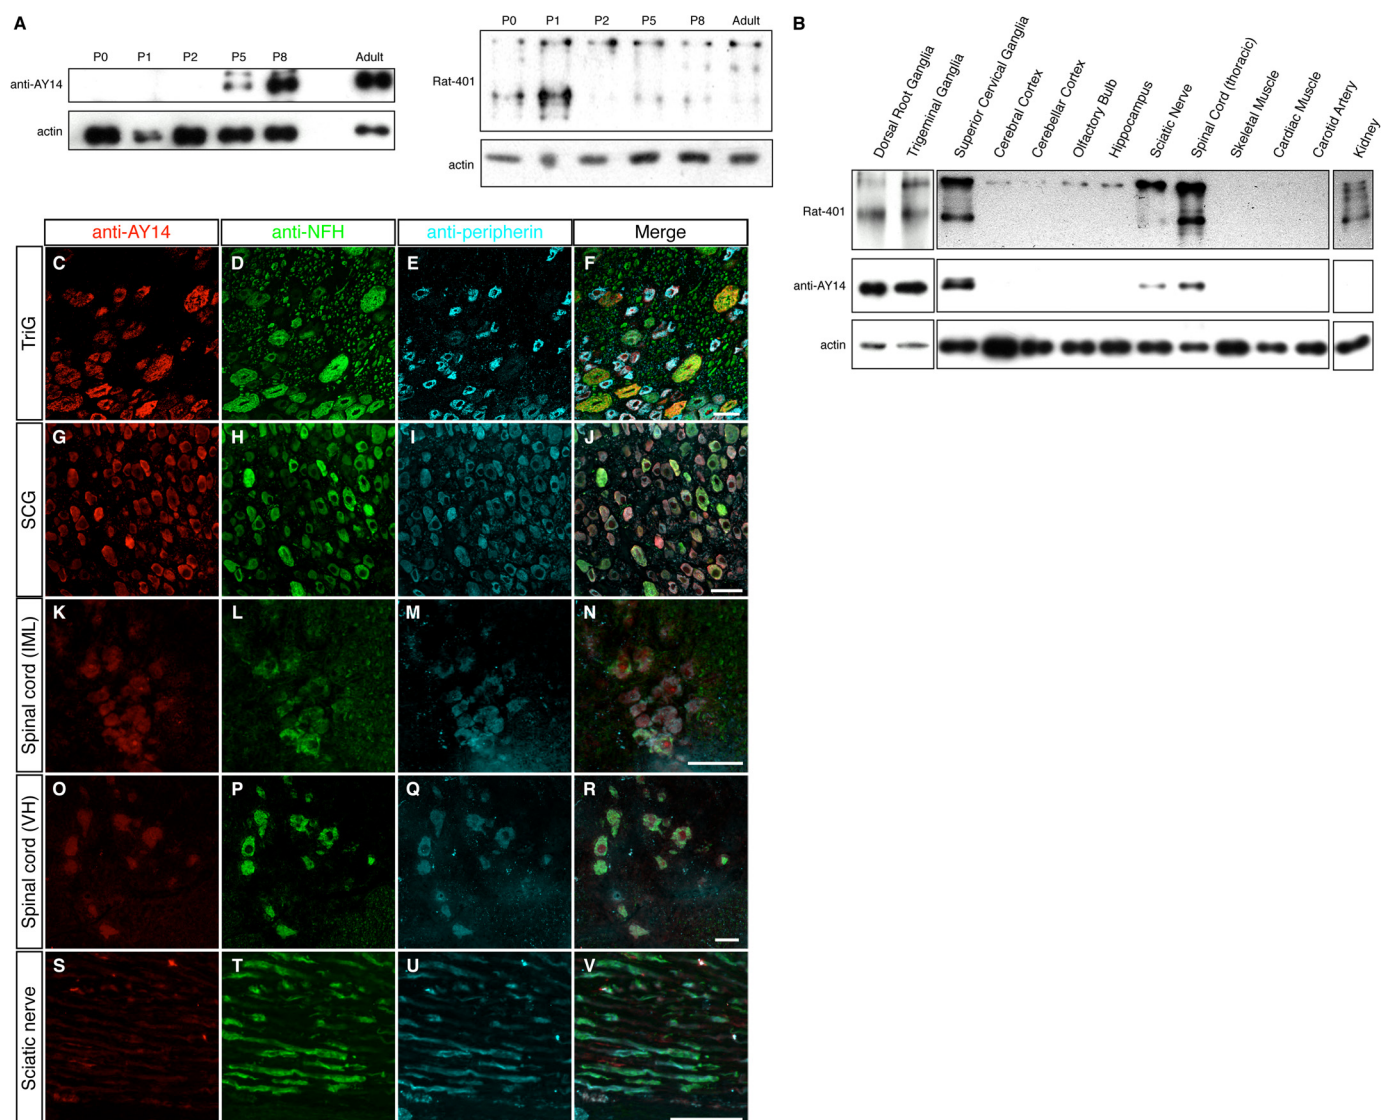 A
P0 P1 P2 P5 P8 Adult
anti-AY14
actin
P0 P1 P2 P5 P8 Adult
Rat-401
actin
B
Dorsal Root Ganglia
Trigeminal Ganglia
Superior Cervical Ganglia
Cerebral Cortex
Cerebellar Cortex
Olfactory Bulb
Hippocampus
Sciatic Nerve
Spinal Cord (thoracic)
Skeletal Muscle
Cardiac Muscle
Carotid Artery
Kidney
Rat-401
anti-AY14
actin
anti-AY14 anti-NFH anti-peripherin Merge
TriG
C D E F
SCG
G H I J
Spinal cord (IML)
K L M N
Spinal cord (VH)
O P Q R
Sciatic nerve
S T U V